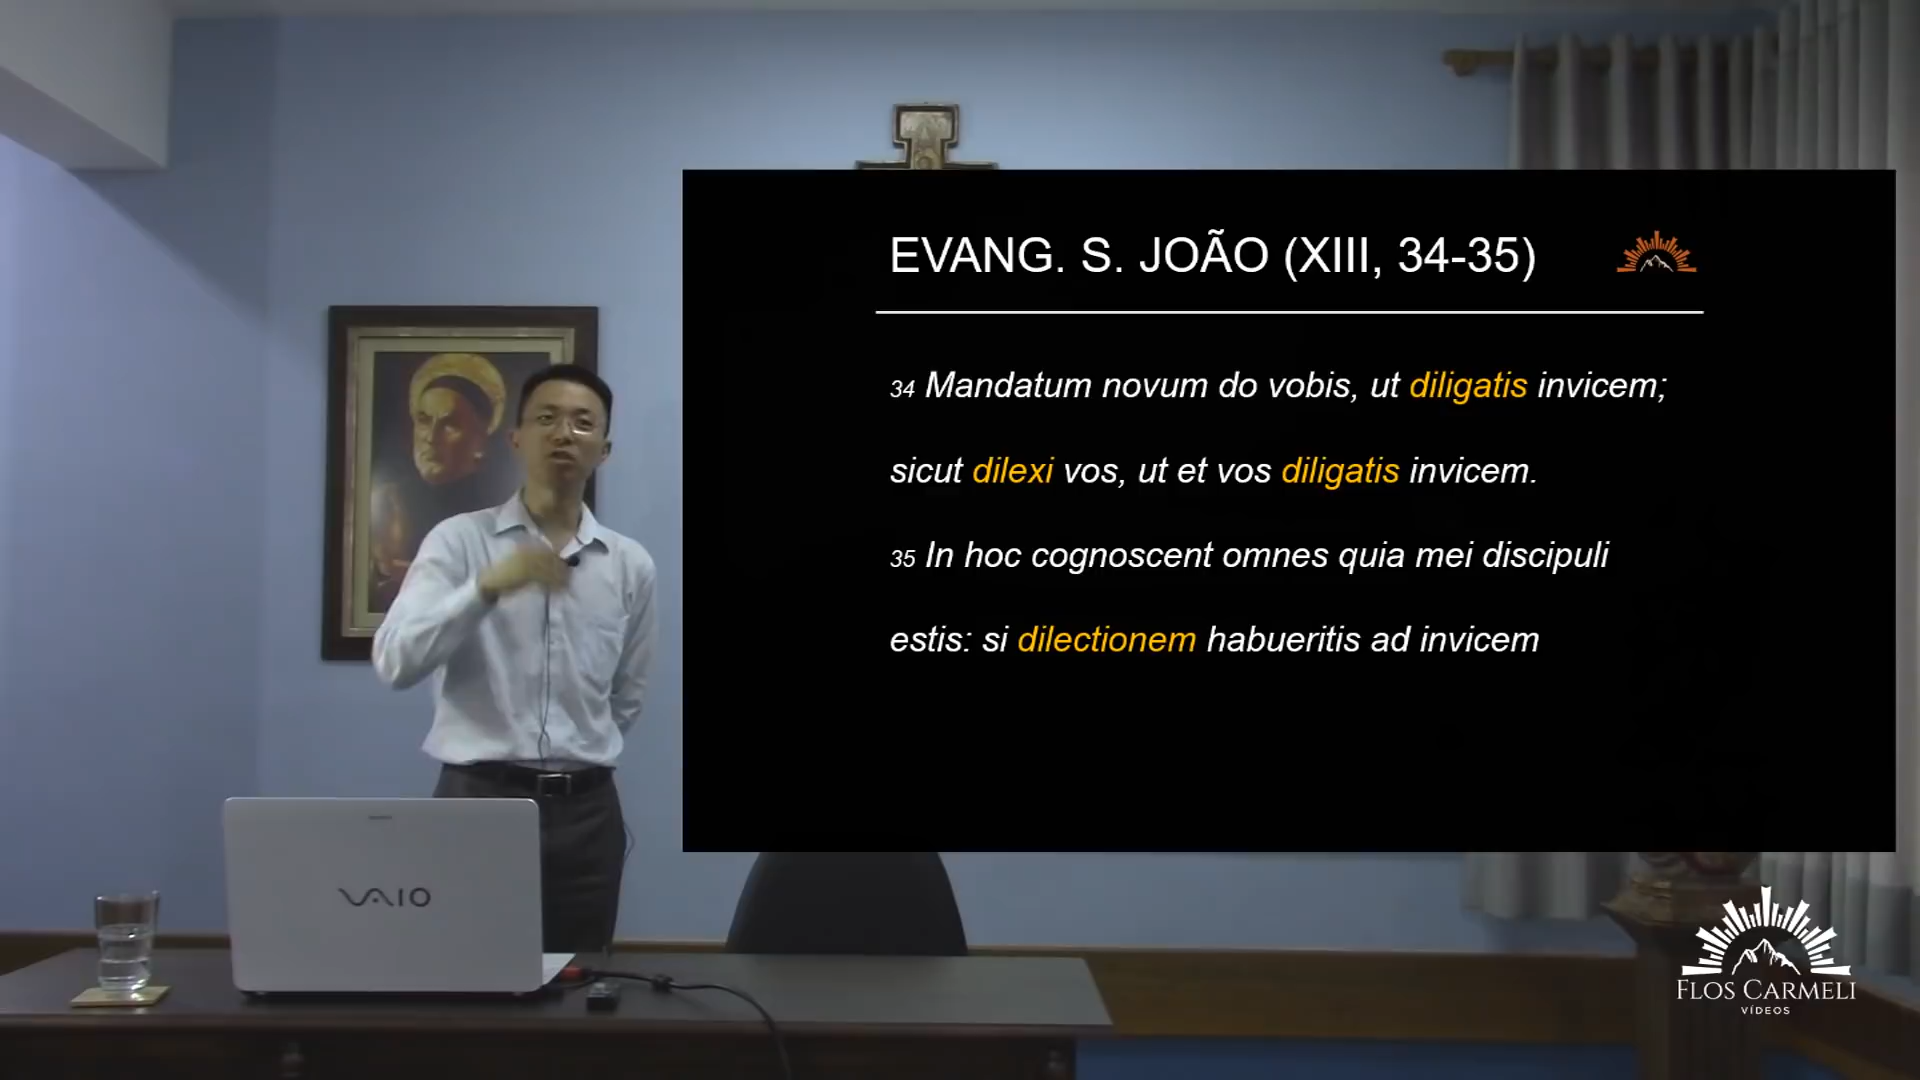 EVANG. S. JOÃO (XIII, 34-35)
34 Mandatum novum do vobis, ut diligatis invicem;
sicut dilexi vos, ut et vos diligatis invicem.
35 In hoc cognoscent omnes quia mei discipuli
estis: si dilectionem habueritis ad invicem
VAIO
FLOS CARMELI
VÍDEOS